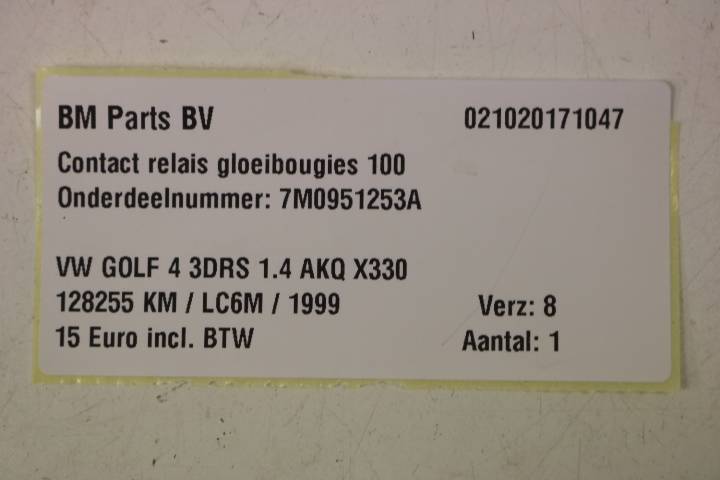 BM Parts BV 021020171047
Contact relais gloeibougies 100
Onderdeelnummer: 7M0951253A
VW GOLF 4 3DRS 1.4 AKQ X330
128255 KM / LC6M / 1999 Verz: 8
15 Euro incl. BTW Aantal: 1